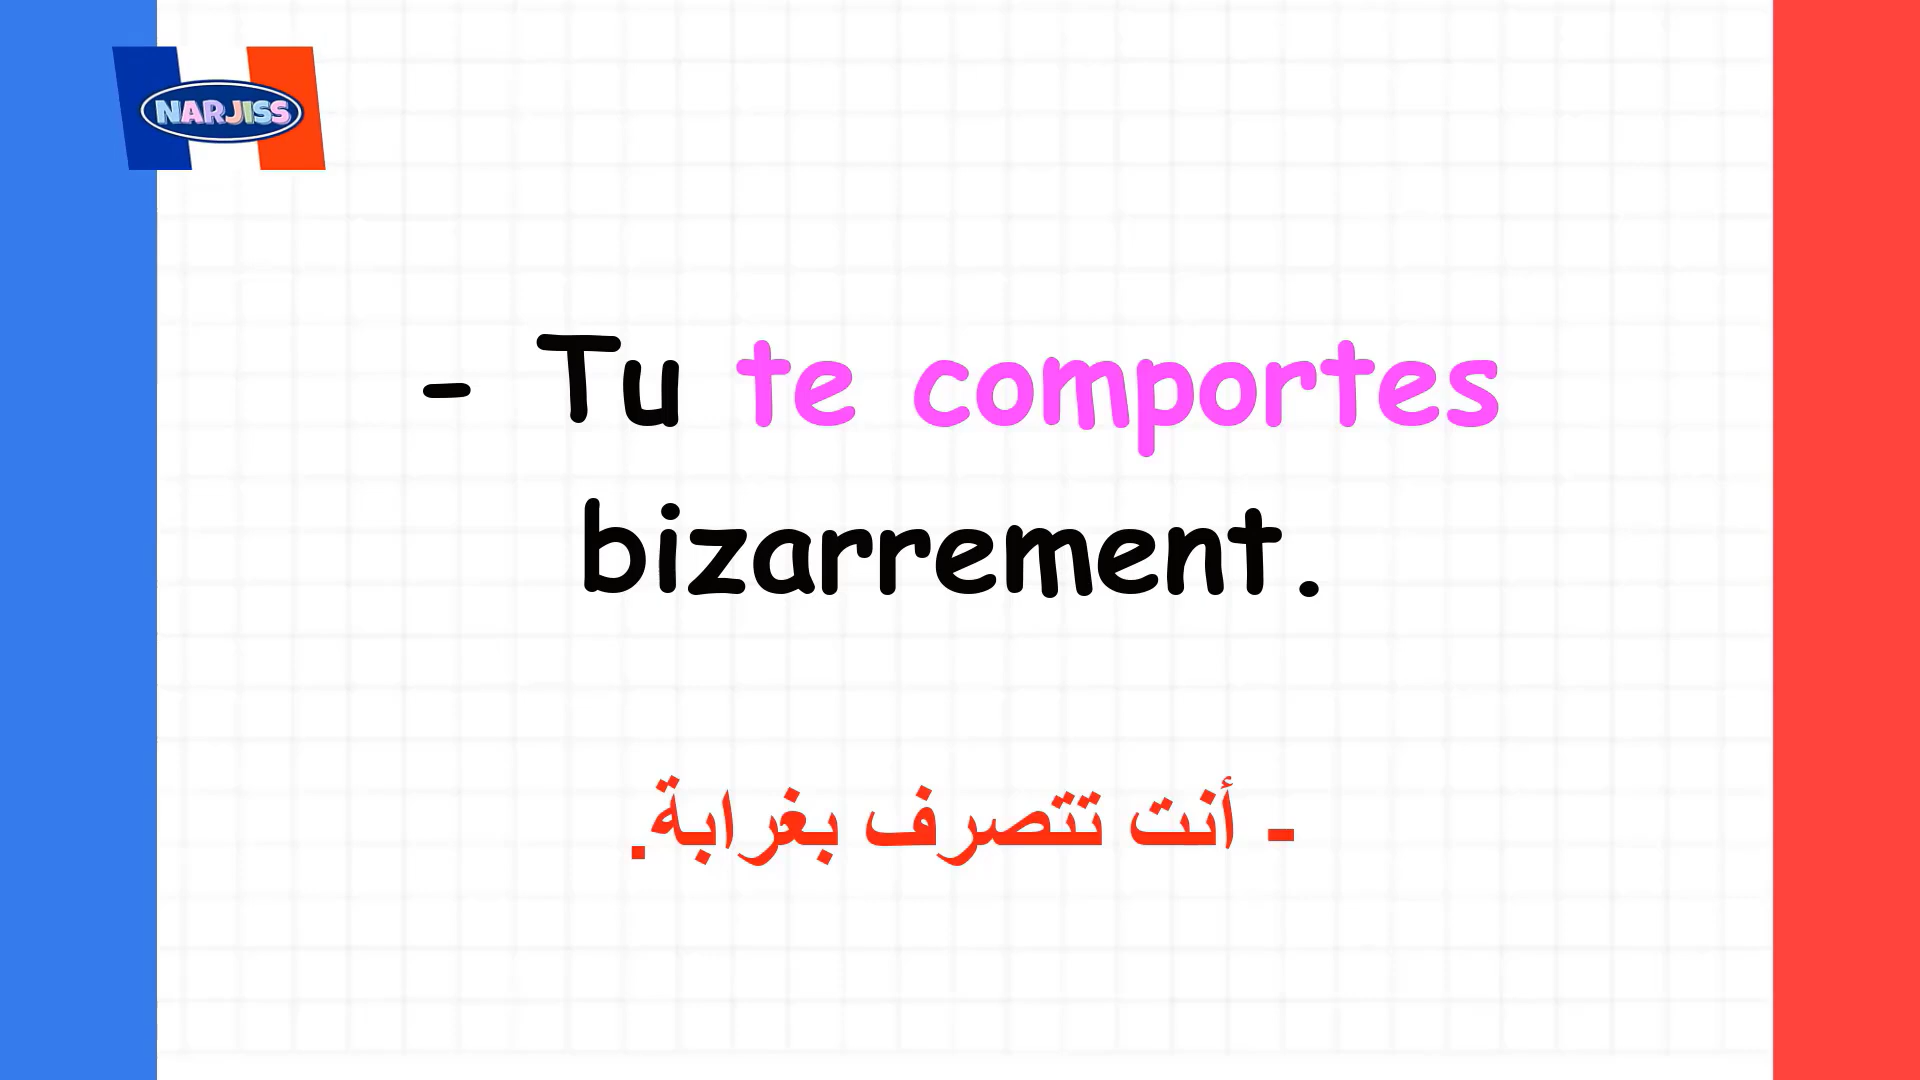 NARJISS
- Tu te comportes
bizarrement.
- أنت تتصرف بغرابة.